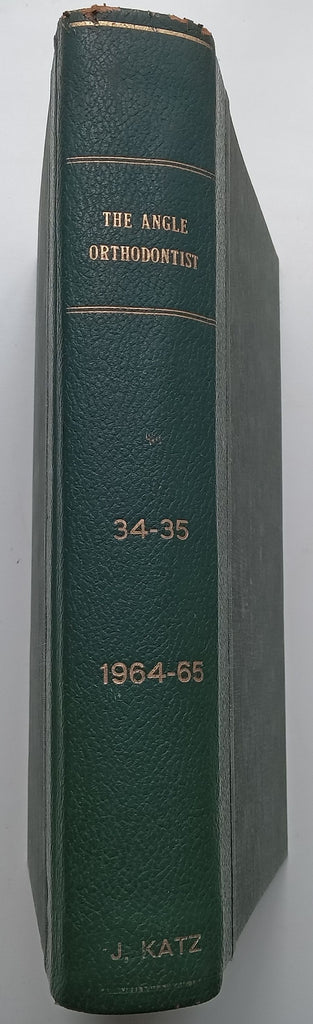 THE ANGLE
ORTHODONTIST
34-35
1964-65
J. KATZ